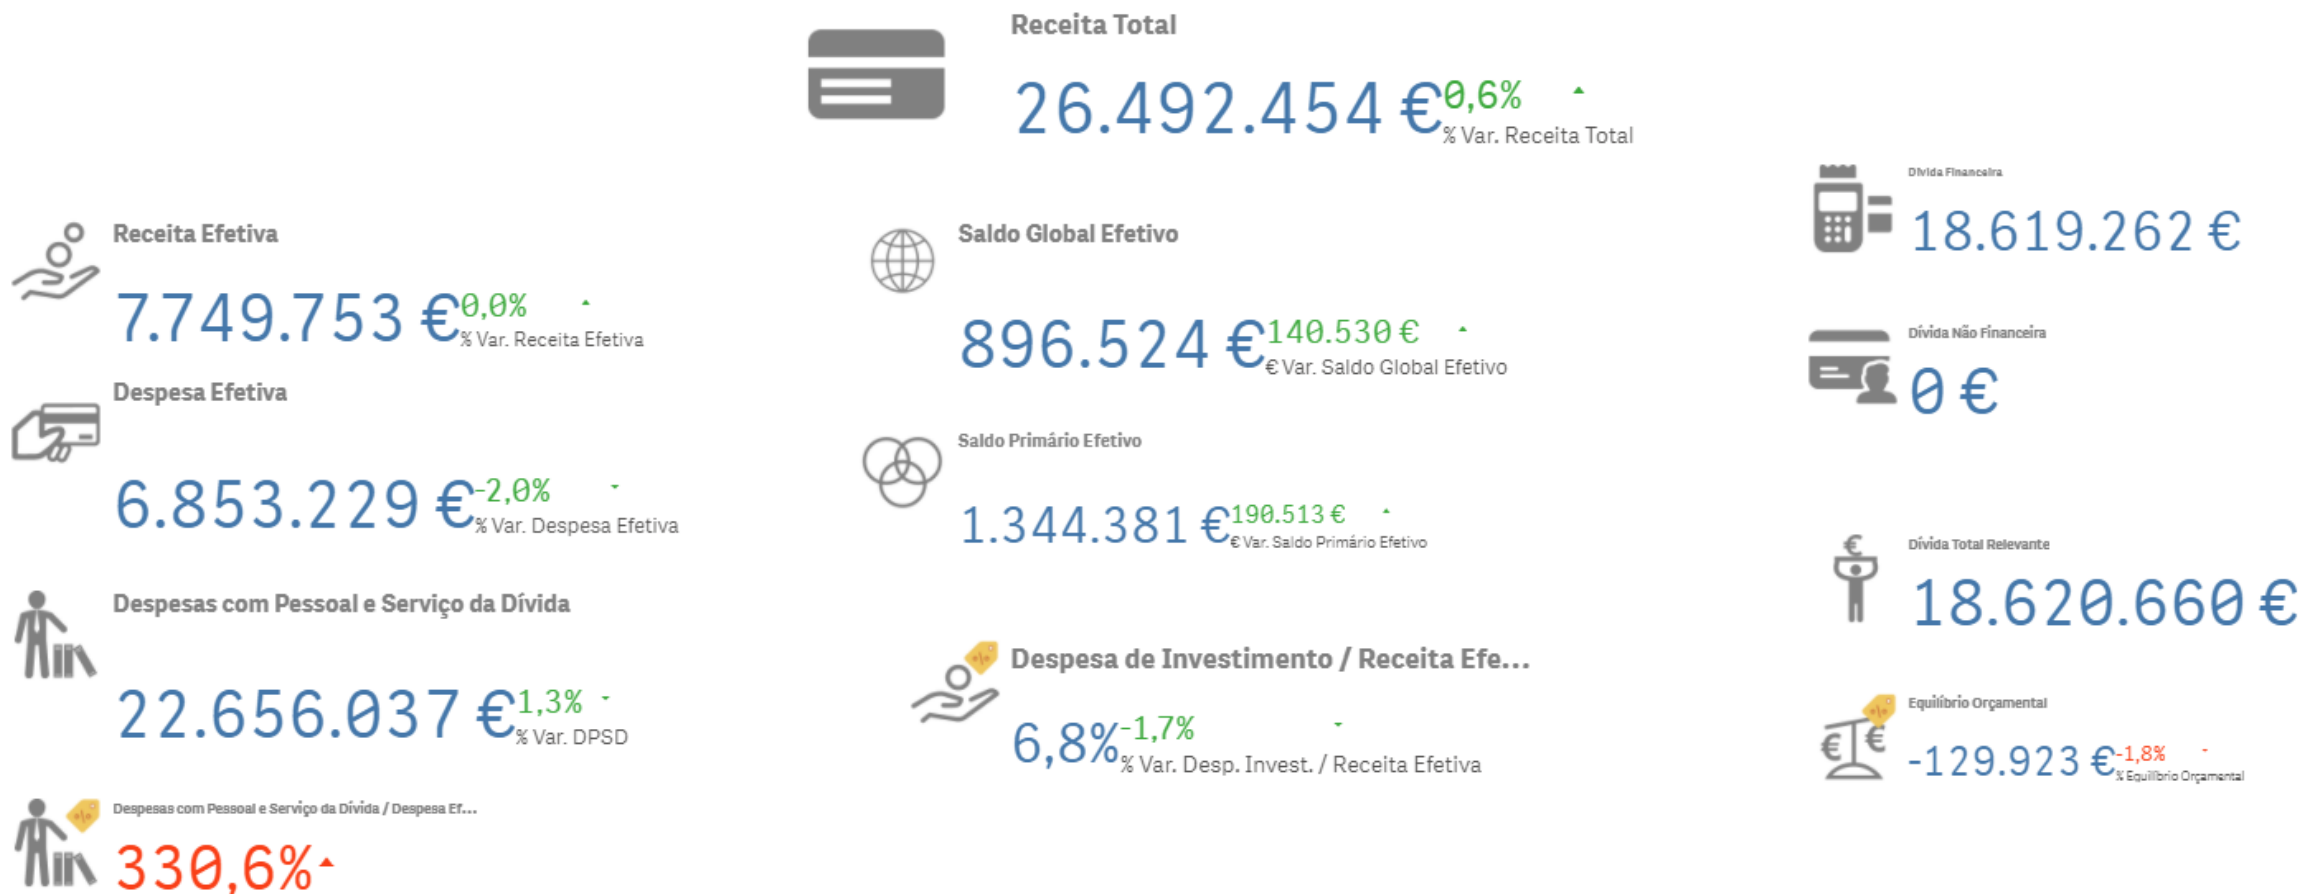 Receita Total
26.492.454 €
0,6%
% Var. Receita Total
Receita Efetiva
7.749.753 €
0,0%
% Var. Receita Efetiva
Despesa Efetiva
6.853.229 €
-2,0%
% Var. Despesa Efetiva
Despesas com Pessoal e Serviço da Dívida
22.656.037 €
1,3%
% Var. DPSD
Despesas com Pessoal e Serviço da Dívida / Despesa Ef...
330,6%
Saldo Global Efetivo
896.524 €
140.530 €
€ Var. Saldo Global Efetivo
Saldo Primário Efetivo
1.344.381 €
190.513 €
€ Var. Saldo Primário Efetivo
Despesa de Investimento / Receita Efe...
6,8%
-1,7%
% Var. Desp. Invest. / Receita Efetiva
Dívida Financeira
18.619.262 €
Dívida Não Financeira
0 €
Dívida Total Relevante
18.620.660 €
Equilíbrio Orçamental
-129.923 €
-1,8%
% Equilíbrio Orçamental